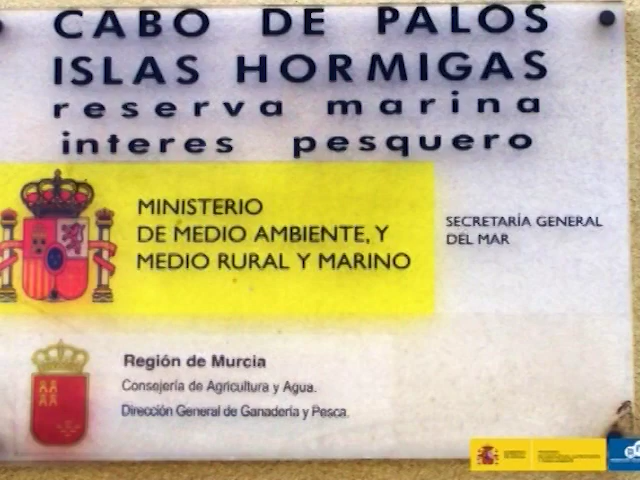 CABO DE PALOS
ISLAS HORMIGAS
reserva marina
interes pesquero
MINISTERIO
DE MEDIO AMBIENTE, Y
MEDIO RURAL Y MARINO
SECRETARÍA GENERAL
DEL MAR
Región de Murcia
Consejería de Agricultura y Agua.
Dirección General de Ganadería y Pesca.